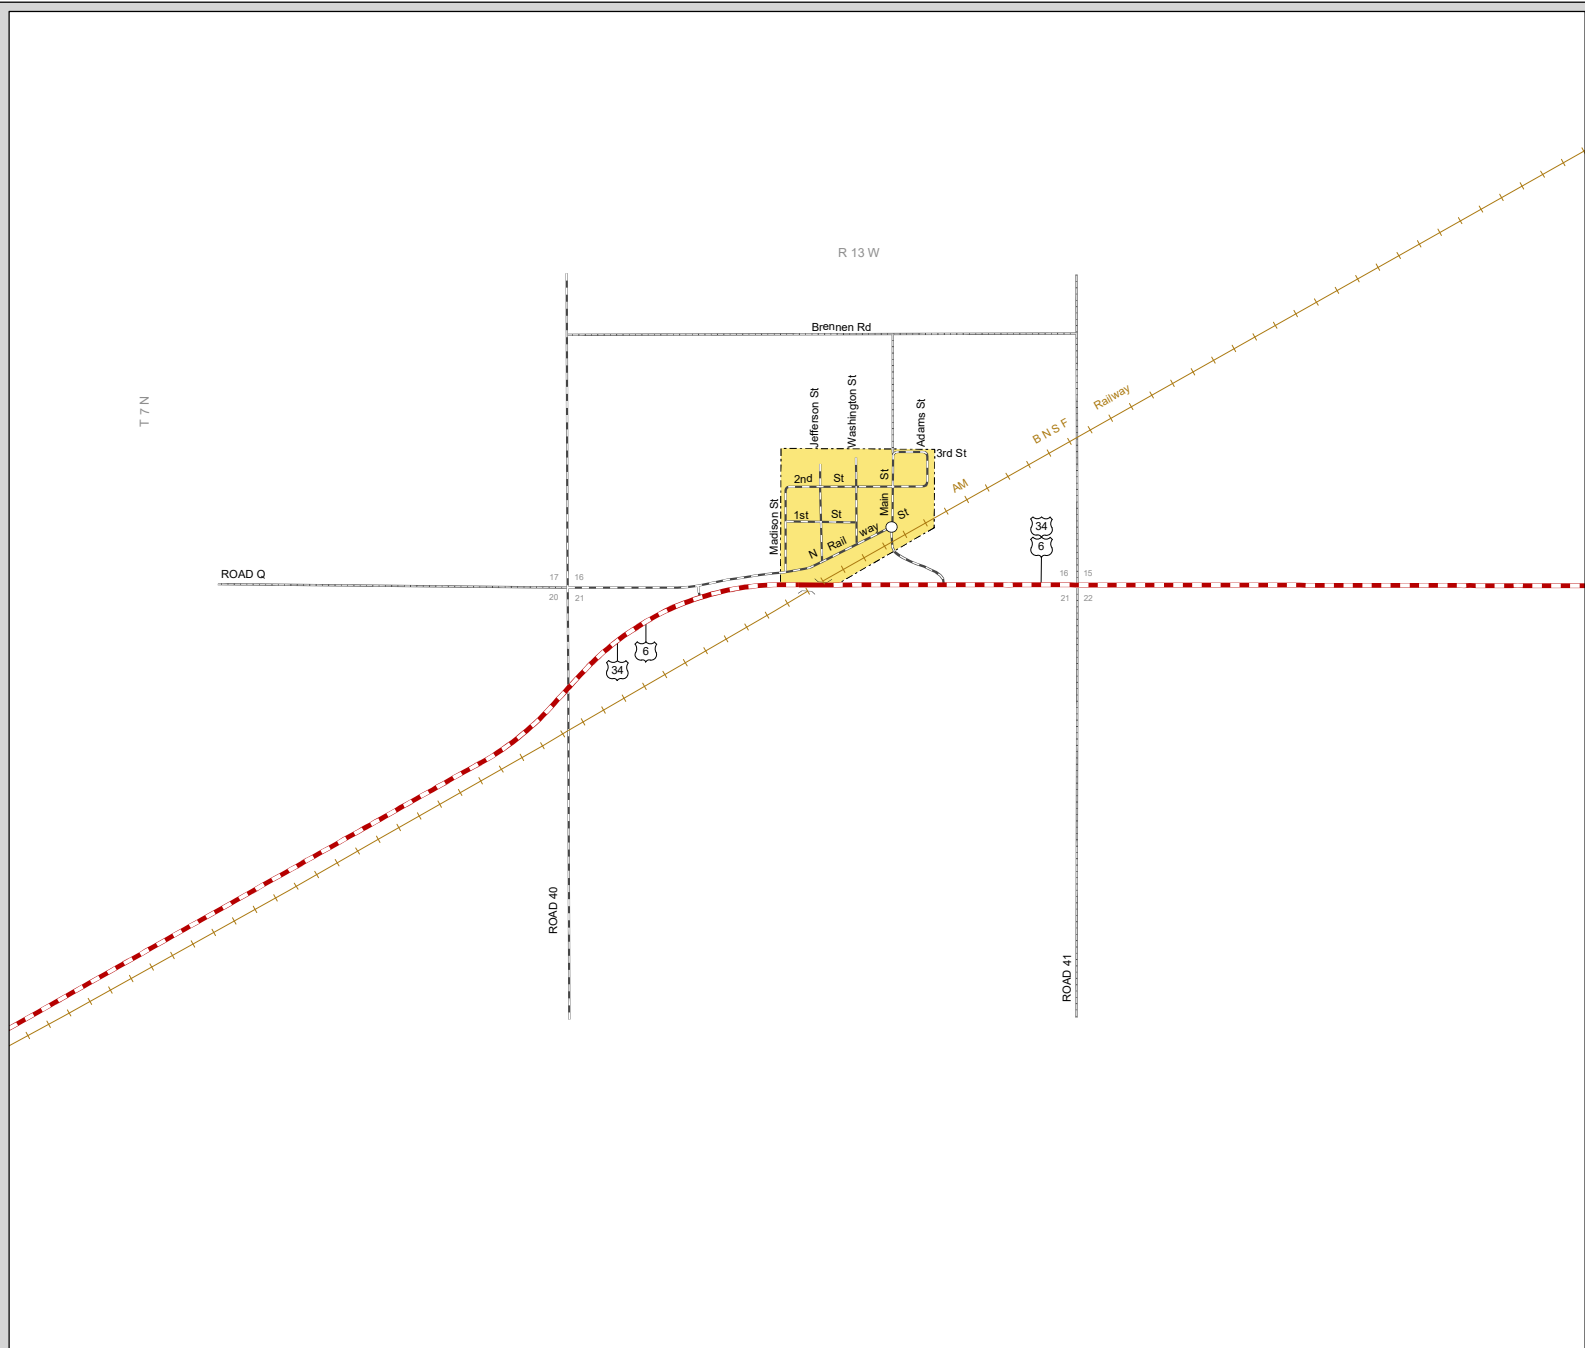 R 13 W
Brennen Rd
T 7 N
Jefferson St
Washington St
Adams St
Railway
B N S F
3rd St
2nd St
Main St
AM
Madison St
1st St
N Rail way St
34
6
ROAD Q
17 16
20 21
16 15
21 22
6
34
ROAD 40
ROAD 41